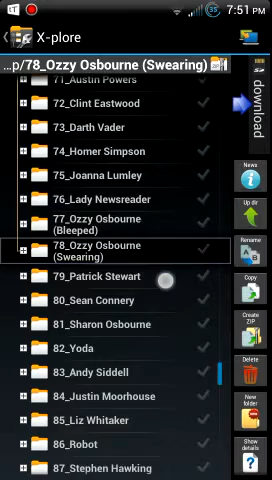 LT
35
7:51 PM
X-plore
...p/78_Ozzy Osbourne (Swearing)
download
71_Austin Powers
72_Clint Eastwood
73_Darth Vader
74_Homer Simpson
75_Joanna Lumley
76_Lady Newsreader
77_Ozzy Osbourne
(Bleeped)
78_Ozzy Osbourne
(Swearing)
79_Patrick Stewart
80_Sean Connery
81_Sharon Osbourne
82_Yoda
83_Andy Siddell
84_Justin Moorhouse
85_Liz Whitaker
86_Robot
87_Stephen Hawking
News
Up dir
Rename
Copy
Create
ZIP
Delete
New
folder
Show
details